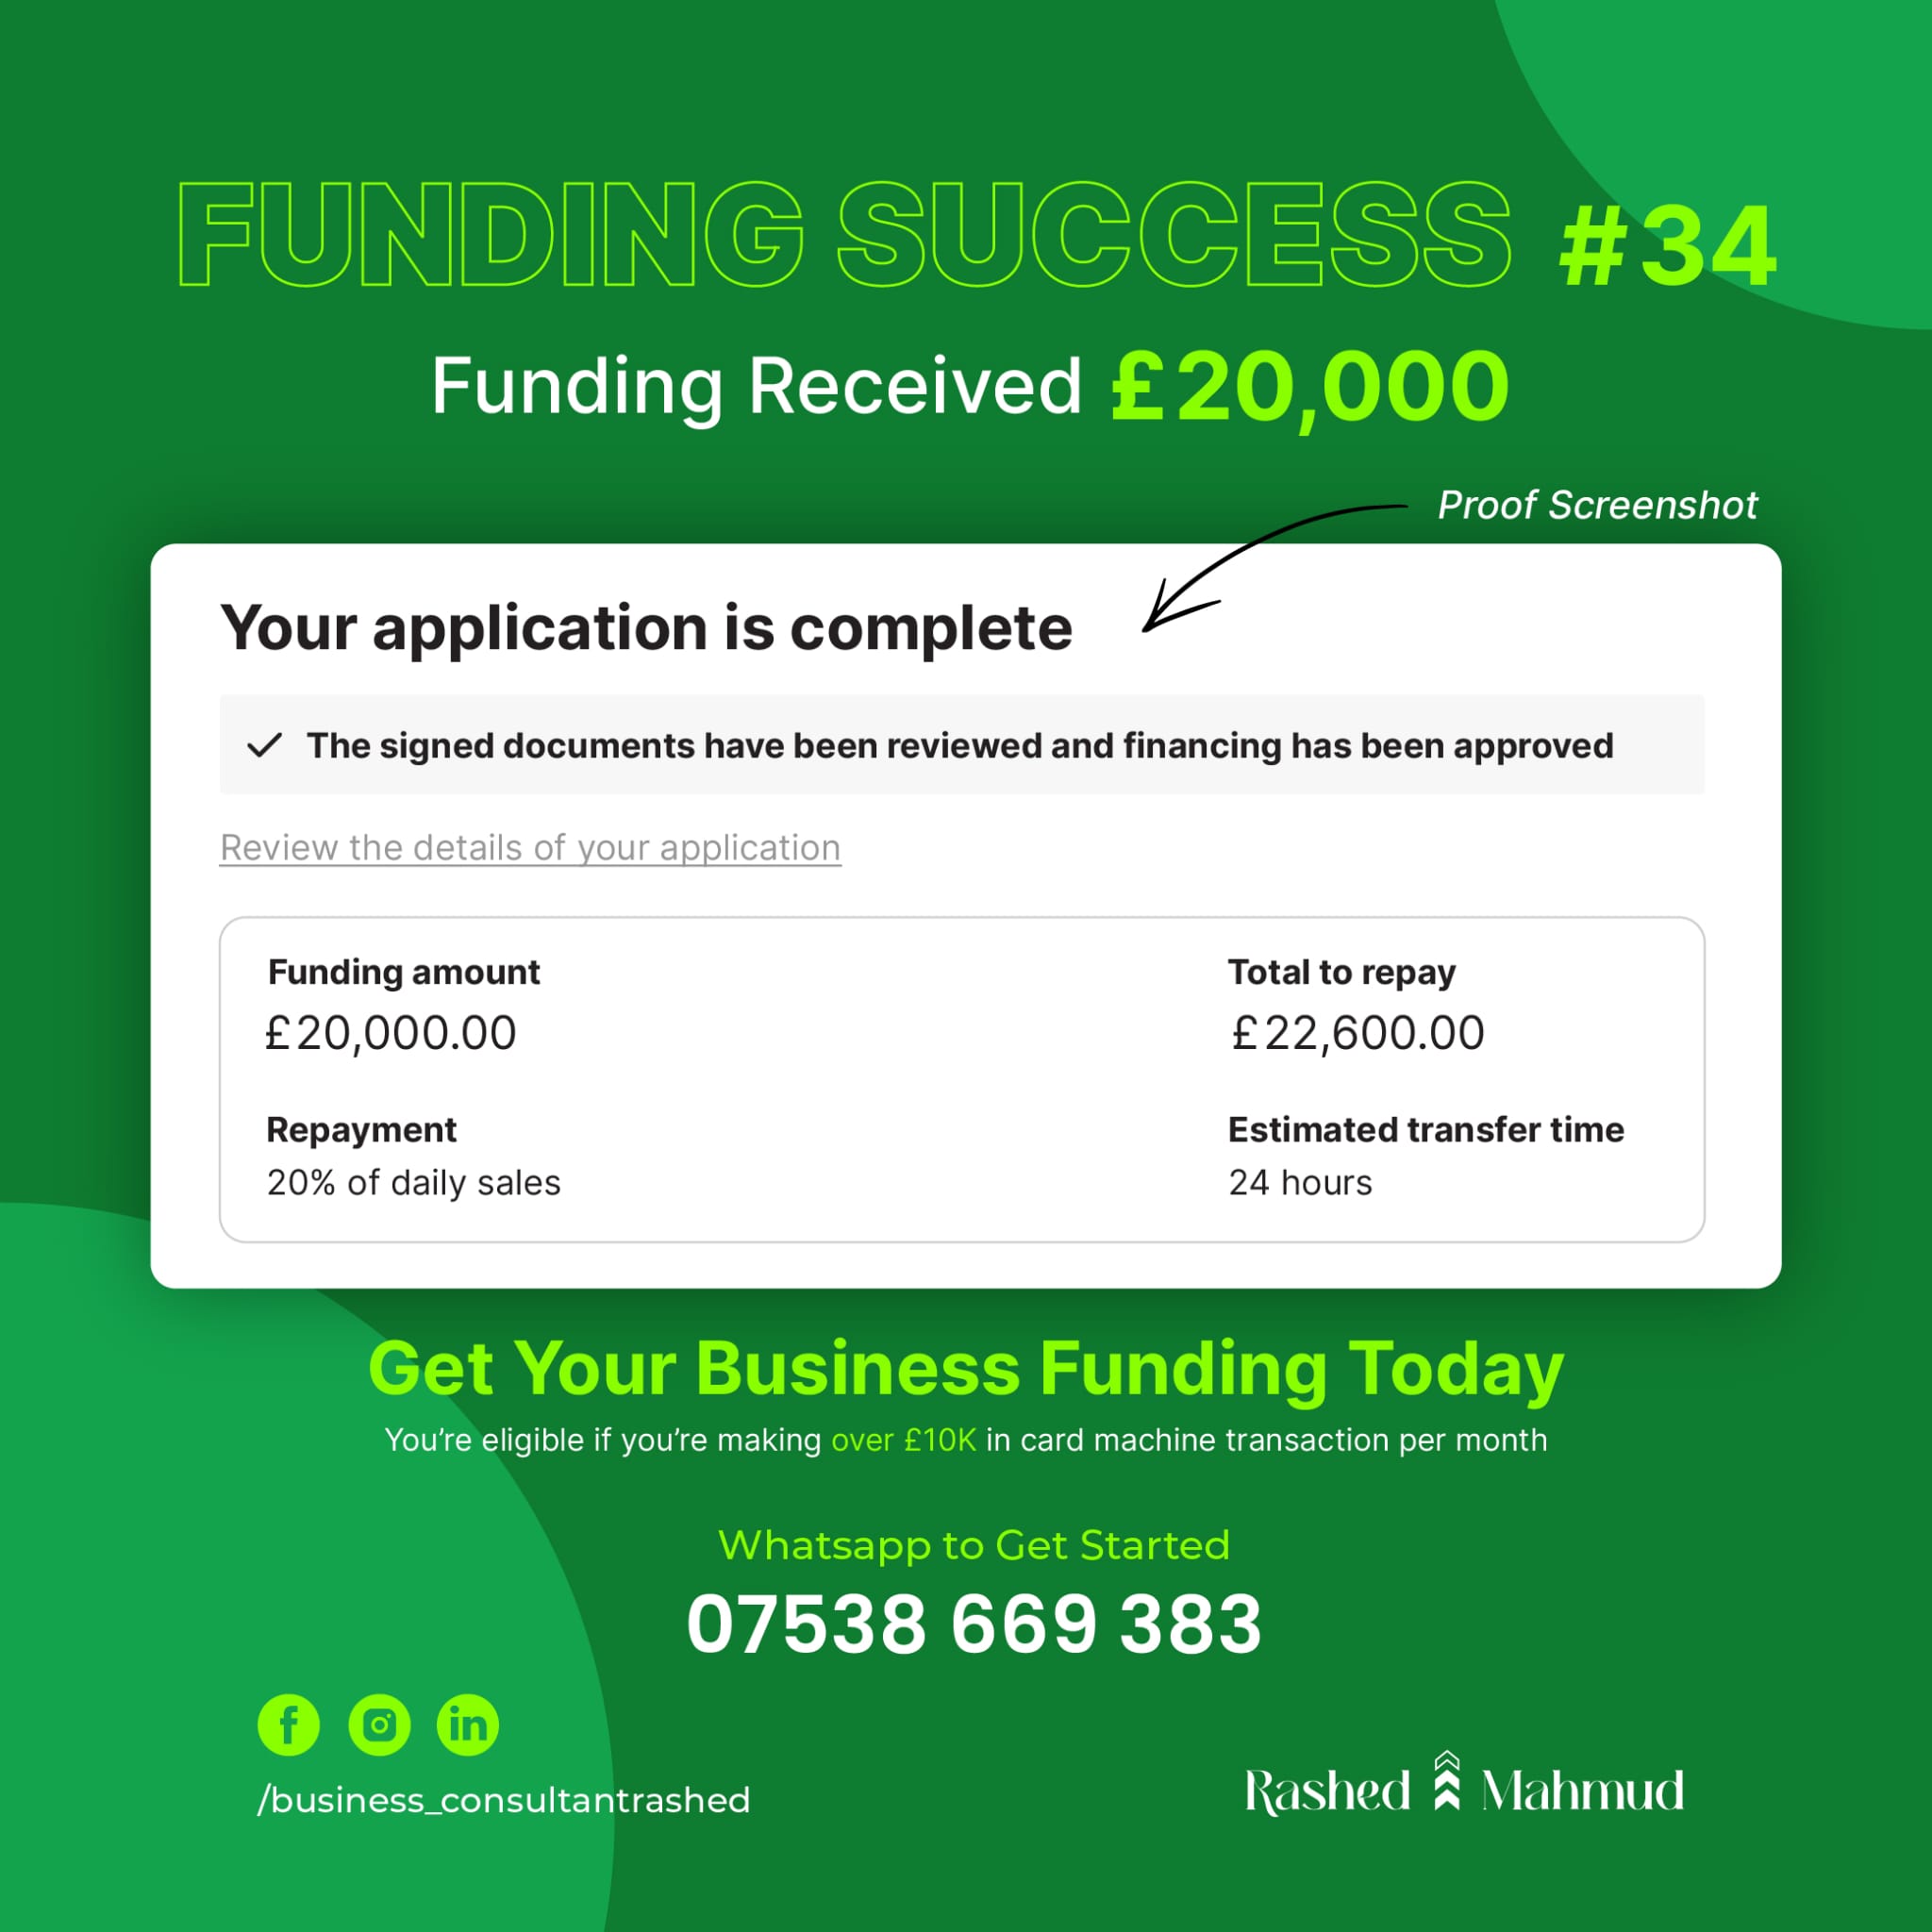 FUNDING SUCCESS #34
Funding Received £20,000
Proof Screenshot
Your application is complete
The signed documents have been reviewed and financing has been approved
Review the details of your application
Funding amount
£20,000.00
Total to repay
£22,600.00
Repayment
20% of daily sales
Estimated transfer time
24 hours
Get Your Business Funding Today
You’re eligible if you’re making over £10K in card machine transaction per month
Whatsapp to Get Started
07538 669 383
/business_consultantrashed
Rashed Mahmud